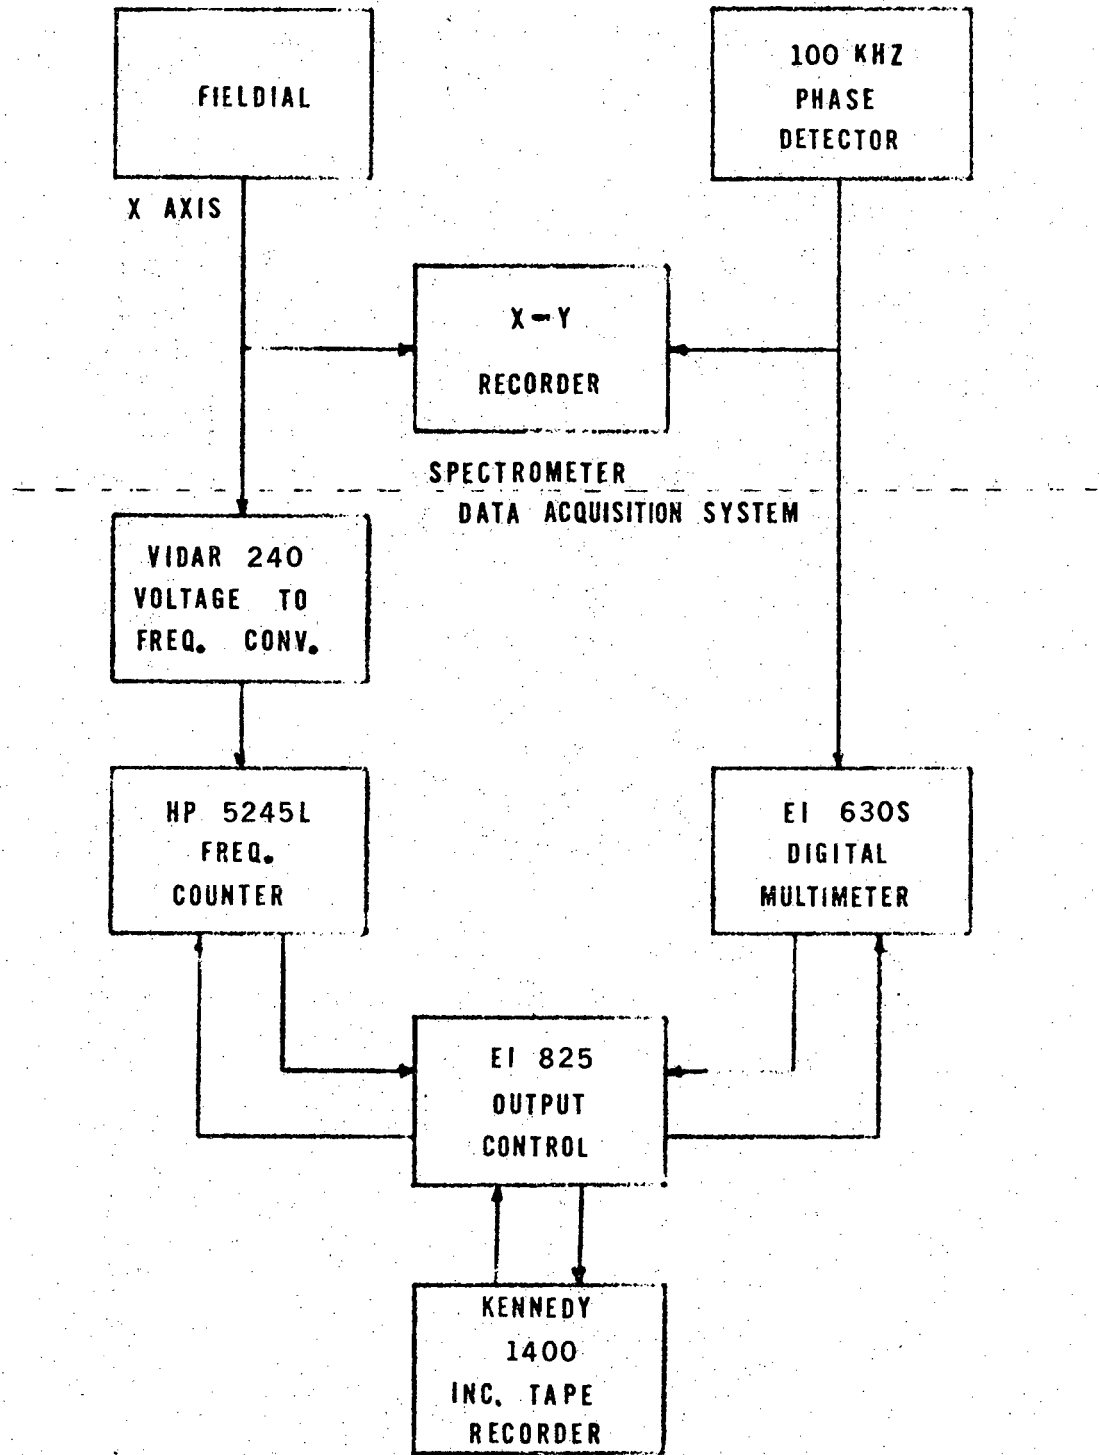 FIELDIAL
100 KHZ
PHASE
DETECTOR
X AXIS
X-Y
RECORDER
SPECTROMETER
DATA ACQUISITION SYSTEM
VIDAR 240
VOLTAGE TO
FREQ. CONV.
HP 5245L
FREQ.
COUNTER
EI 630S
DIGITAL
MULTIMETER
EI 825
OUTPUT
CONTROL
KENNEDY
1400
INC. TAPE
RECORDER